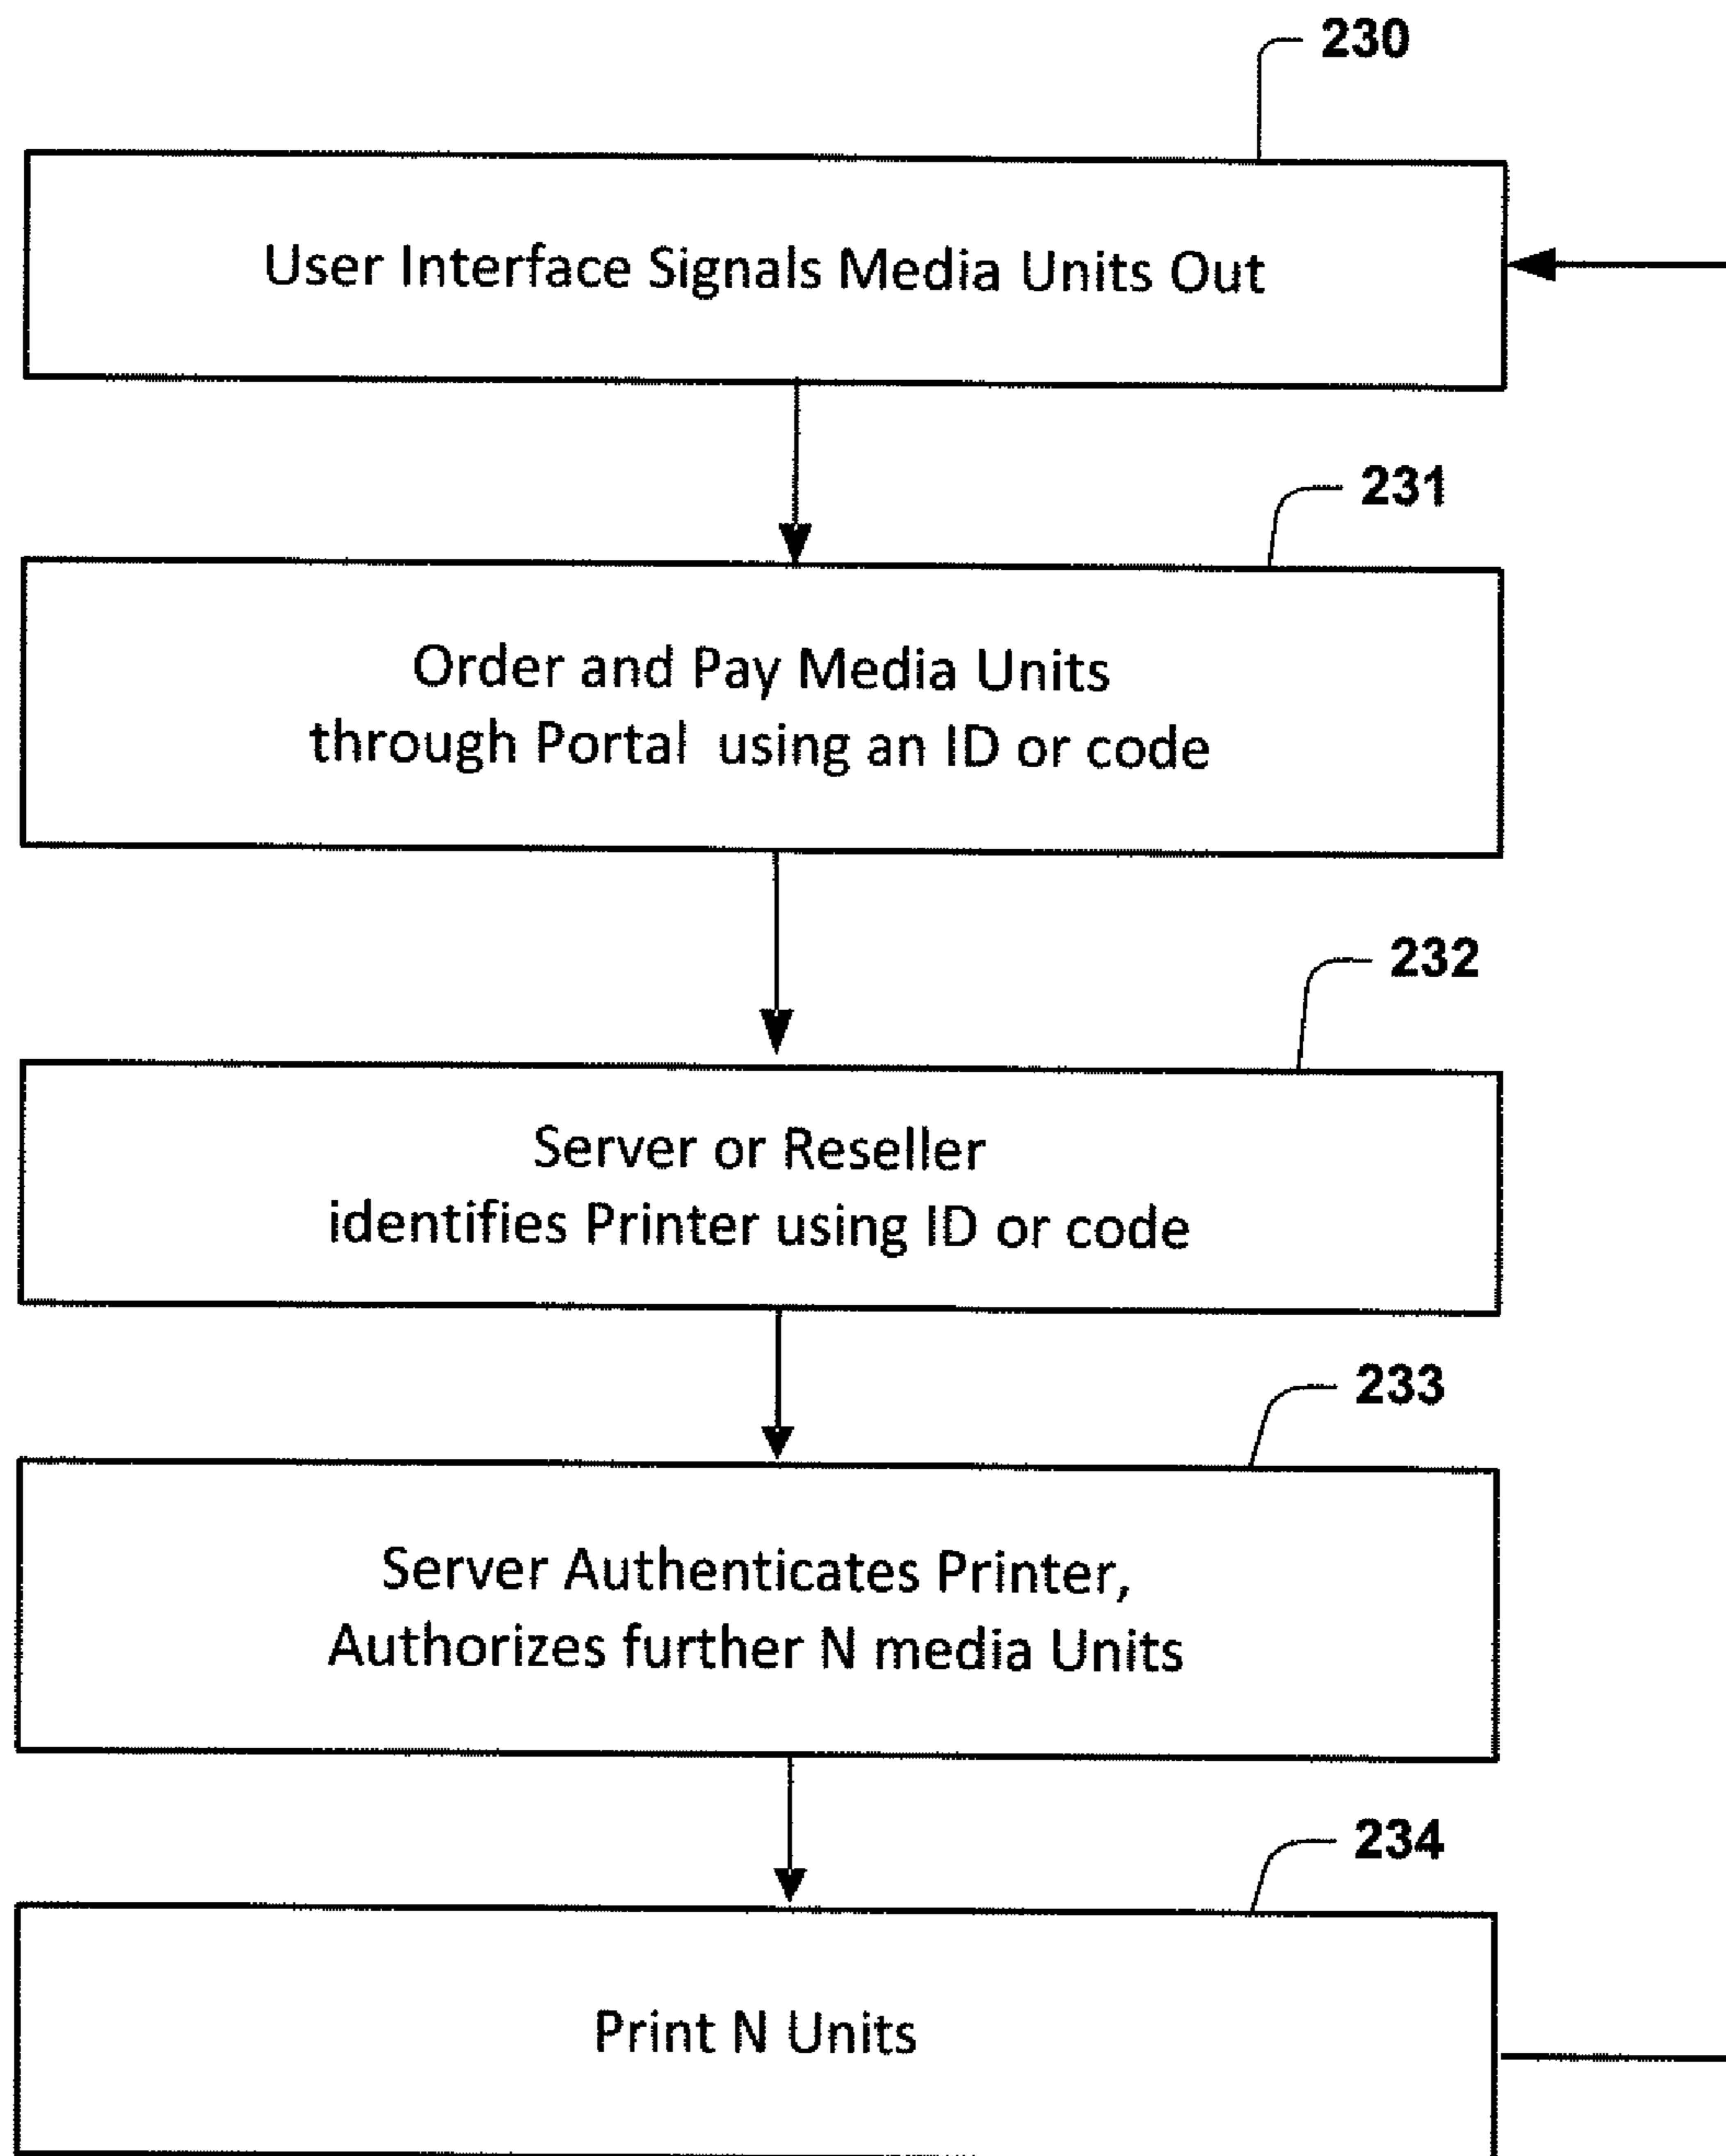 230
User Interface Signals Media Units Out
231
Order and Pay Media Units
through Portal using an ID or code
232
Server or Reseller
identifies Printer using ID or code
233
Server Authenticates Printer,
Authorizes further N media Units
234
Print N Units